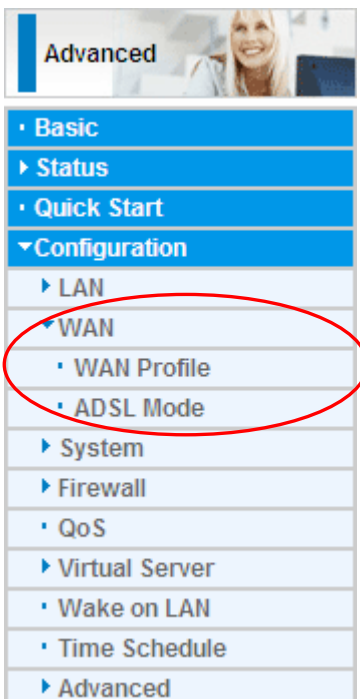 Advanced
Basic
Status
Quick Start
Configuration
LAN
WAN
WAN Profile
ADSL Mode
System
Firewall
QoS
Virtual Server
Wake on LAN
Time Schedule
Advanced